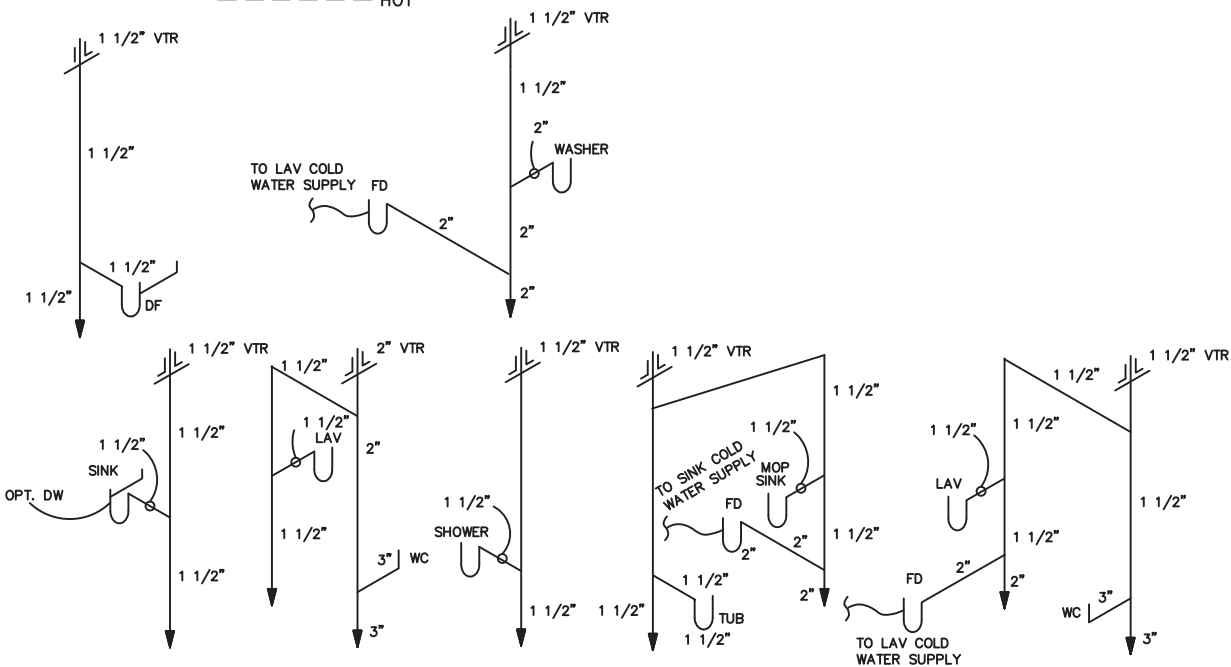 HOT
1 1/2" VTR
1 1/2"
1 1/2"
1 1/2"
DF
1 1/2" VTR
1 1/2"
2"
WASHER
TO LAV COLD
WATER SUPPLY
FD
2"
2"
2"
1 1/2" VTR
1 1/2"
1 1/2"
SINK
OPT. DW
1 1/2"
1 1/2"
2" VTR
1 1/2"
LAV
2"
1 1/2"
3"
WC
3"
1 1/2" VTR
1 1/2"
SHOWER
1 1/2"
1 1/2" VTR
1 1/2"
1 1/2"
TO SINK COLD
WATER SUPPLY
MOP
SINK
FD
2"
2"
1 1/2"
1 1/2"
2"
1 1/2"
TUB
1 1/2"
1 1/2" VTR
1 1/2"
1 1/2"
1 1/2"
LAV
1 1/2"
1 1/2"
2"
FD
2"
TO LAV COLD
WATER SUPPLY
3"
WC
3"